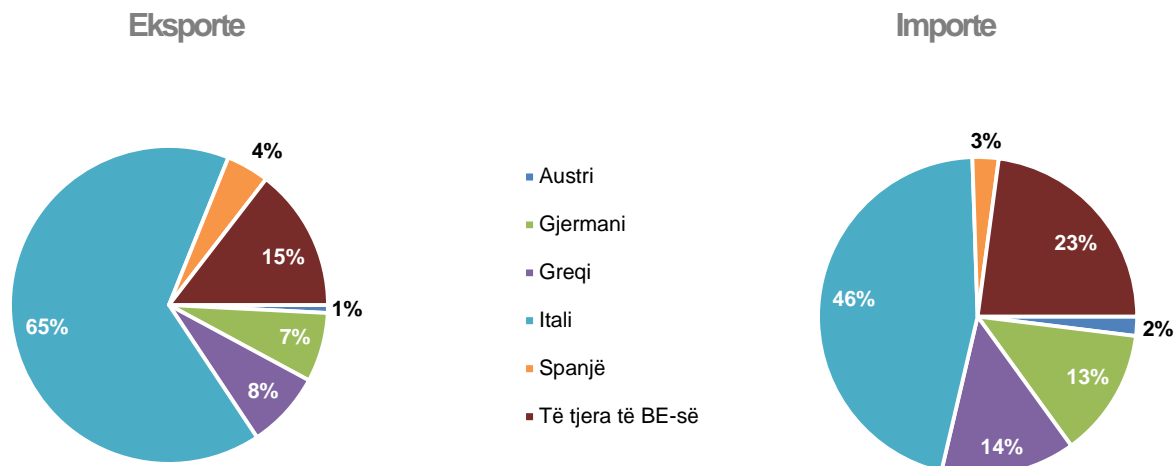 Eksporte
4%
15%
1%
7%
8%
65%
Austri
Gjermani
Greqi
Itali
Spanjë
Të tjera të BE-së
Importe
3%
23%
2%
13%
14%
46%